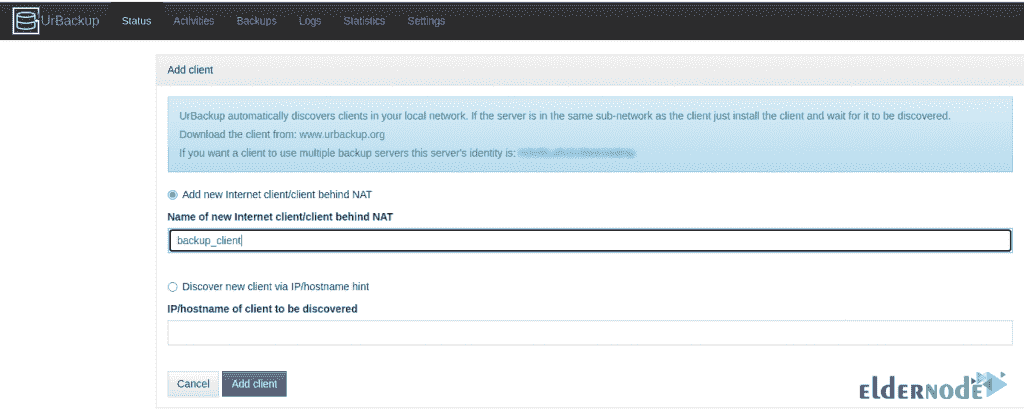 UrBackup Status Activities Backups Logs Statistics Settings
Add client
UrBackup automatically discovers clients in your local network. If the server is in the same sub-network as the client just install the client and wait for it to be discovered.
Download the client from: www.urbackup.org
If you want a client to use multiple backup servers this server's identity is:
Add new Internet client/client behind NAT
Name of new Internet client/client behind NAT
backup_client
Discover new client via IP/hostname hint
IP/hostname of client to be discovered
Cancel Add client
ELDERNODE